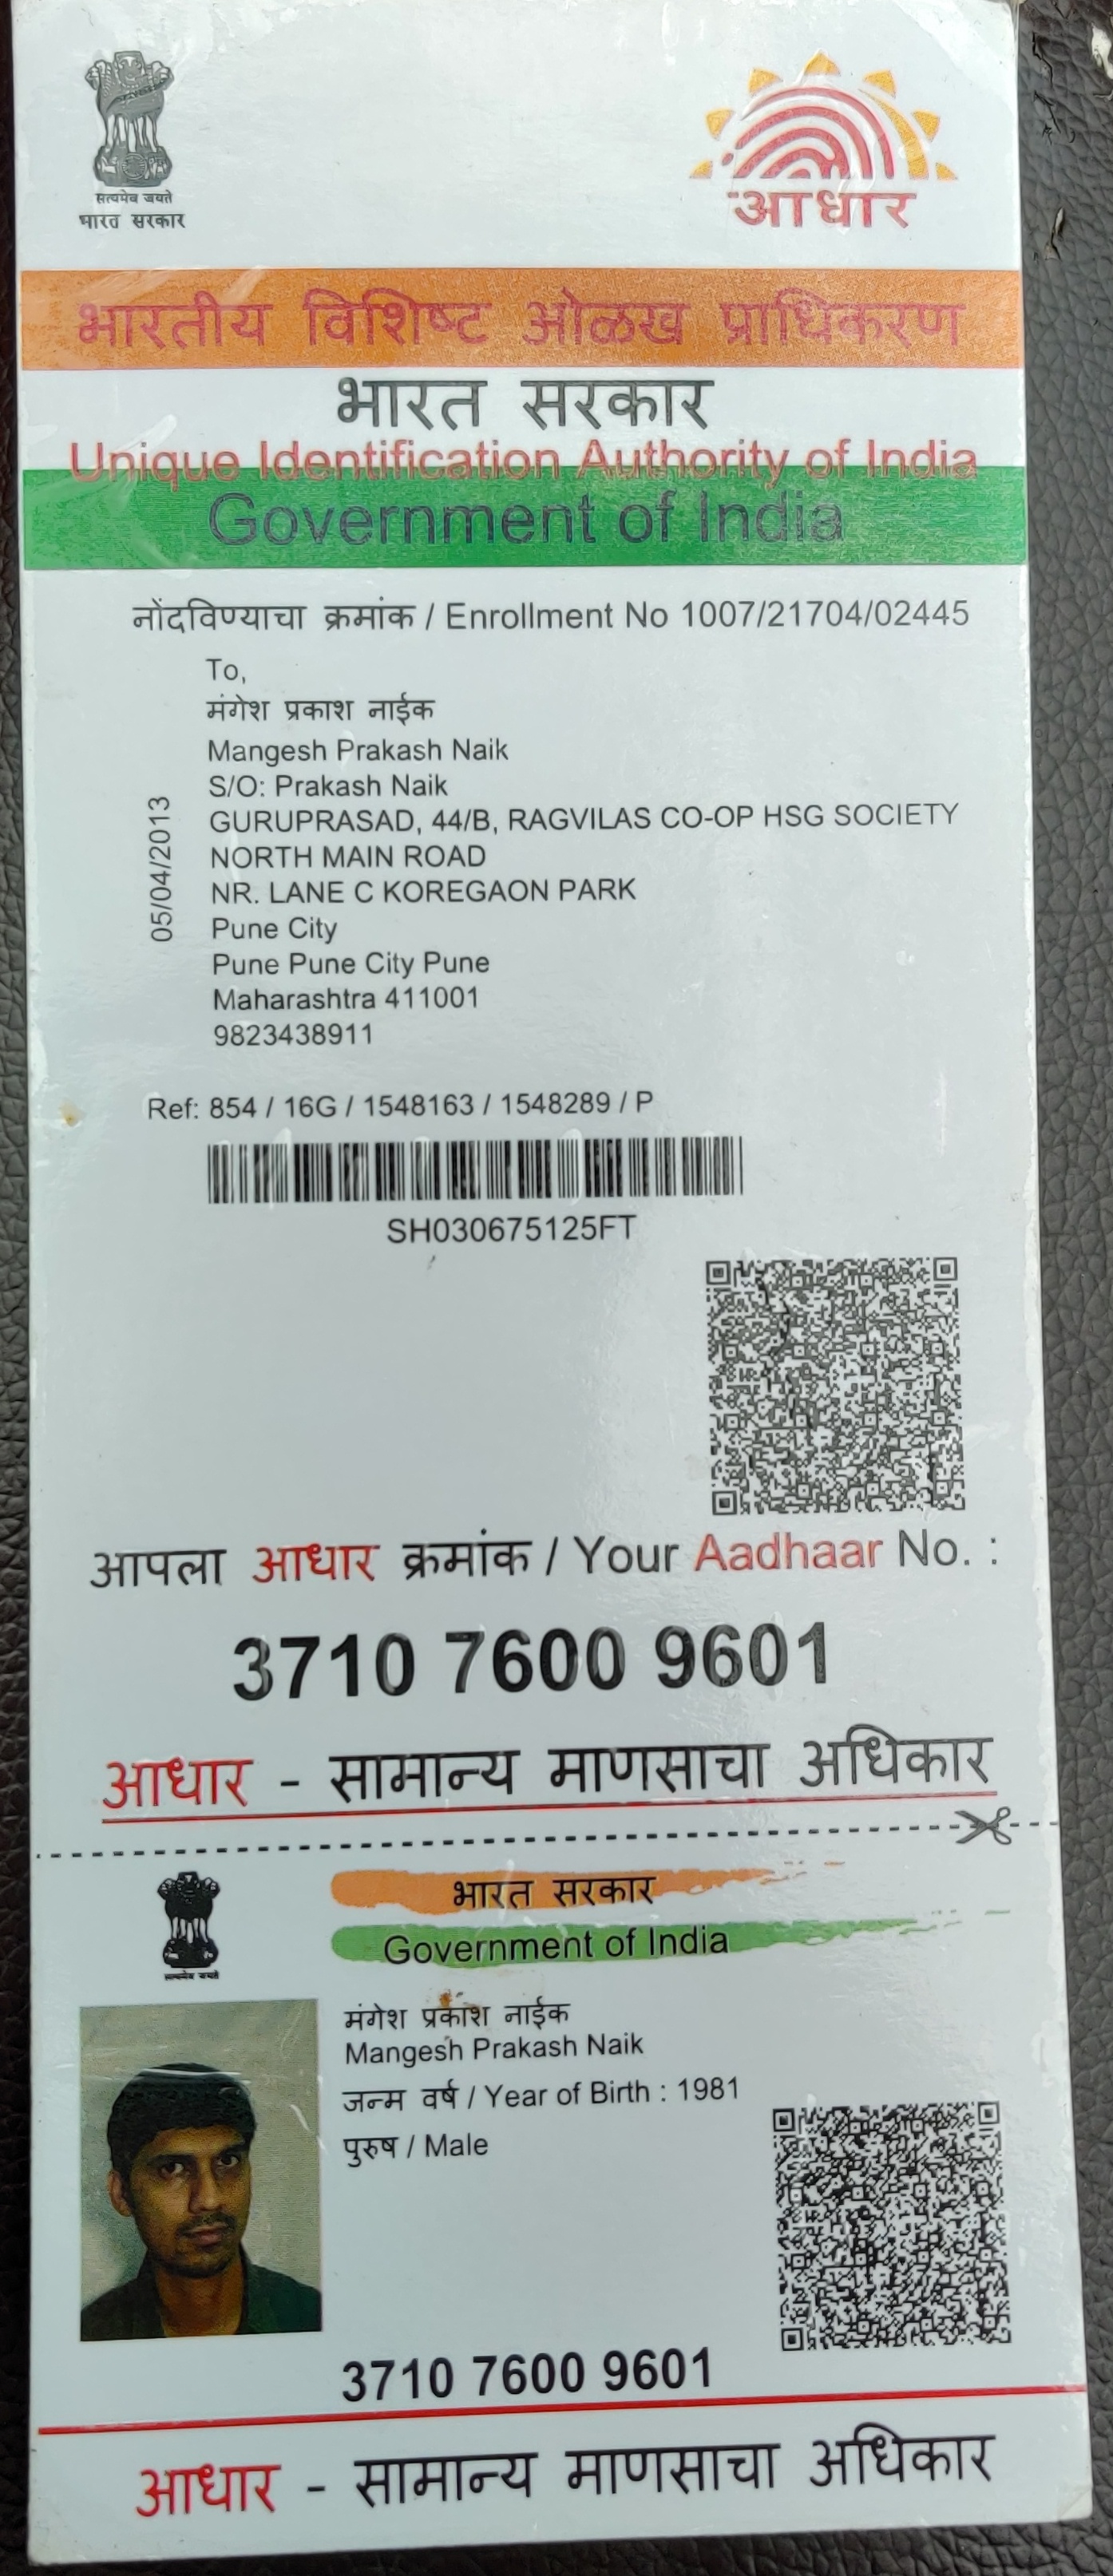 सत्यमेव जयते
भारत सरकार
आधार
भारतीय विशिष्ट ओळख प्राधिकरण
भारत सरकार
Unique Identification Authority of India
Government of India
नोंदविण्याचा क्रमांक / Enrollment No 1007/21704/02445
To,
मंगेश प्रकाश नाईक
Mangesh Prakash Naik
S/O: Prakash Naik
GURUPRASAD, 44/B, RAGVILAS CO-OP HSG SOCIETY
NORTH MAIN ROAD
NR. LANE C KOREGAON PARK
Pune City
Pune Pune City Pune
Maharashtra 411001
9823438911
05/04/2013
Ref: 854 / 16G / 1548163 / 1548289 / P
SH030675125FT
आपला आधार क्रमांक / Your Aadhaar No. :
3710 7600 9601
आधार - सामान्य माणसाचा अधिकार
सत्यमेव जयते
भारत सरकार
Government of India
मंगेश प्रकाश नाईक
Mangesh Prakash Naik
जन्म वर्ष / Year of Birth : 1981
पुरुष / Male
3710 7600 9601
आधार - सामान्य माणसाचा अधिकार